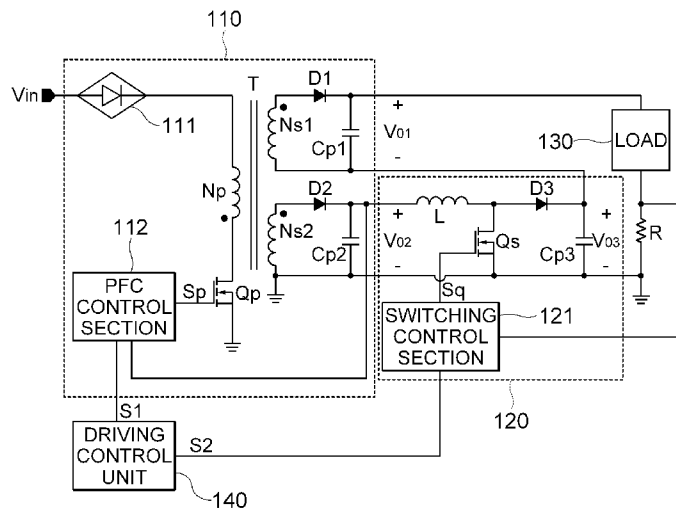 110
T
D1
Vin
111
Ns1
Cp1
+
V01
-
130
LOAD
Np
D2
D3
112
Ns2
Cp2
+
V02
-
L
Qs
Cp3
+
V03
-
R
PFC
CONTROL
SECTION
Sp
Qp
Sq
SWITCHING
CONTROL
SECTION
121
S1
120
DRIVING
CONTROL
UNIT
S2
140